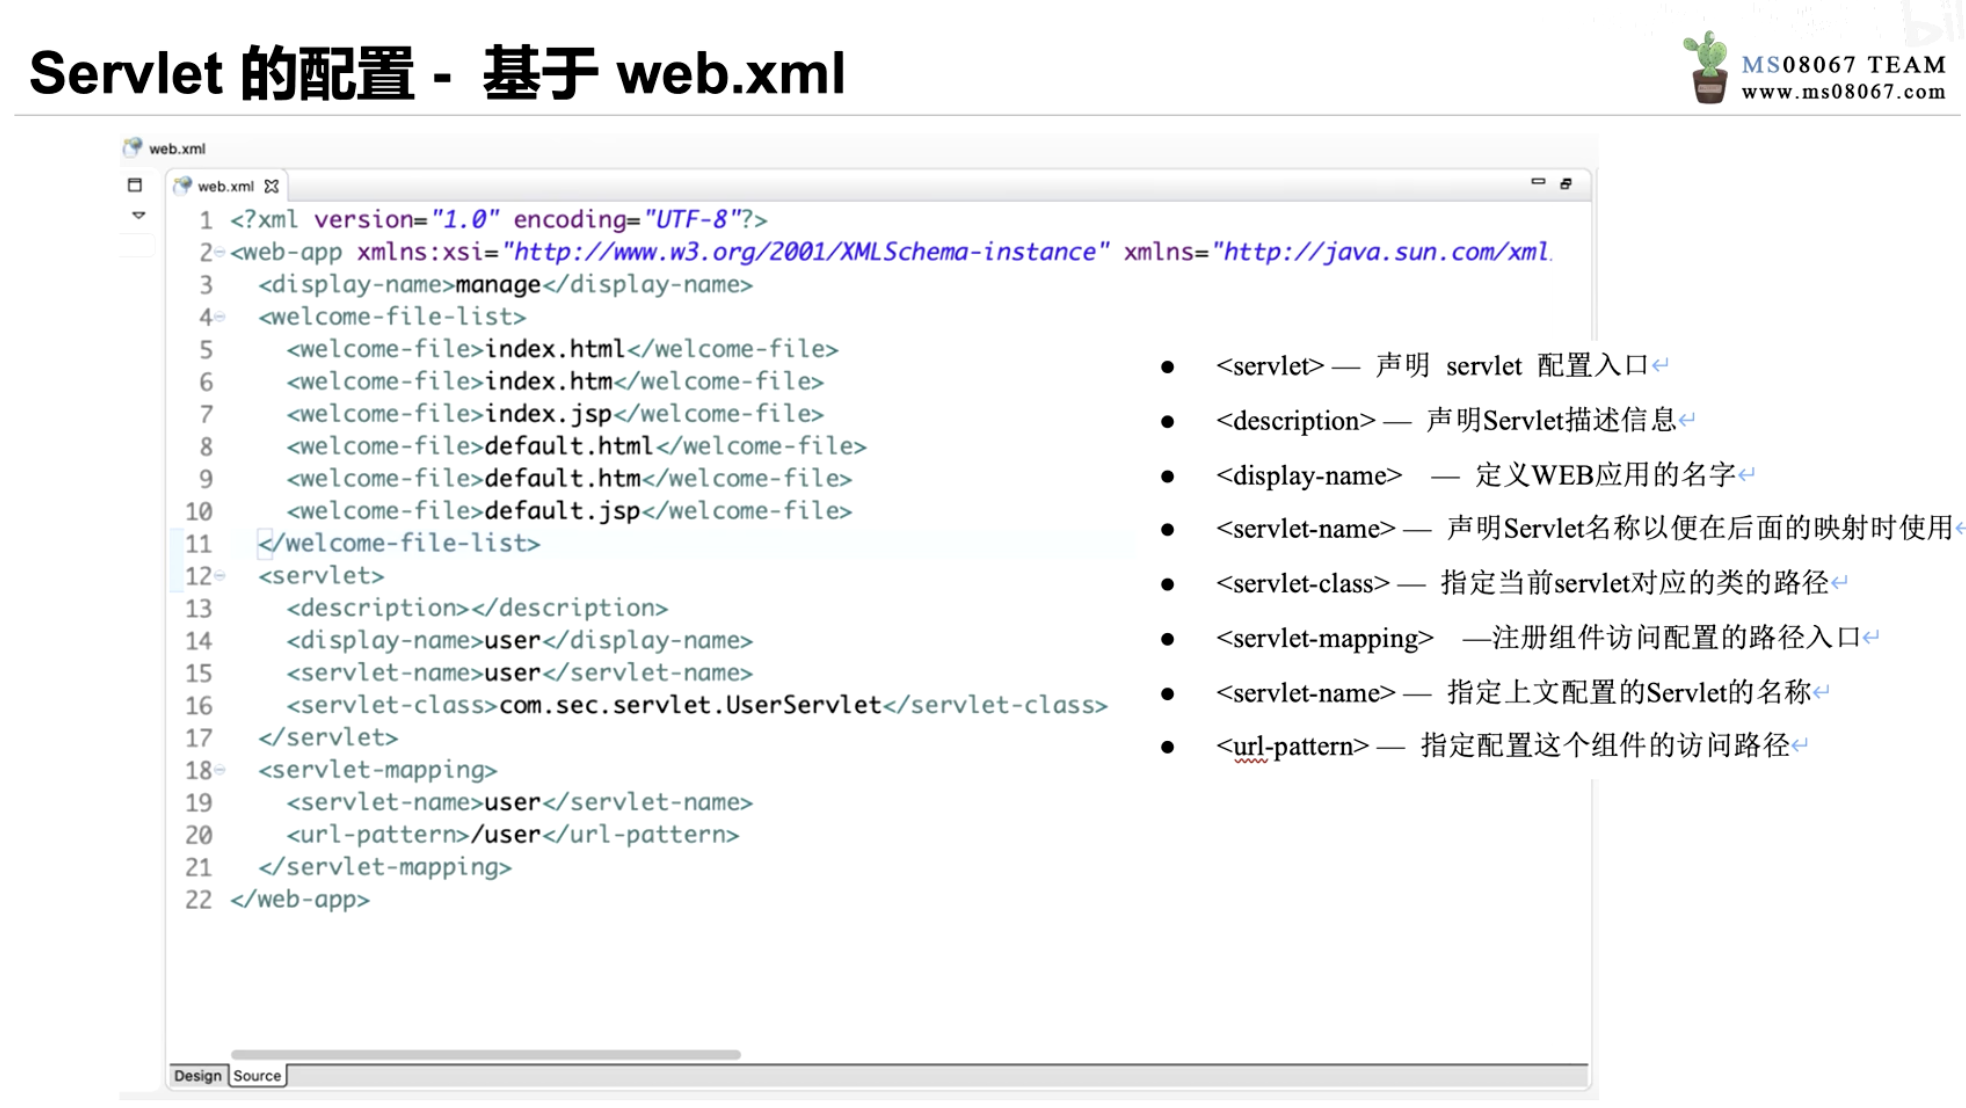 Servlet 的配置 - 基于 web.xml
MS08067 TEAM
www.ms08067.com
web.xml
web.xml
1 <?xml version="1.0" encoding="UTF-8"?>
2 <web-app xmlns:xsi="http://www.w3.org/2001/XMLSchema-instance" xmlns="http://java.sun.com/xml
3 <display-name>manage</display-name>
4 <welcome-file-list>
5 <welcome-file>index.html</welcome-file>
6 <welcome-file>index.htm</welcome-file>
7 <welcome-file>index.jsp</welcome-file>
8 <welcome-file>default.html</welcome-file>
9 <welcome-file>default.htm</welcome-file>
10 <welcome-file>default.jsp</welcome-file>
11 </welcome-file-list>
12 <servlet>
13 <description></description>
14 <display-name>user</display-name>
15 <servlet-name>user</servlet-name>
16 <servlet-class>com.sec.servlet.UserServlet</servlet-class>
17 </servlet>
18 <servlet-mapping>
19 <servlet-name>user</servlet-name>
20 <url-pattern>/user</url-pattern>
21 </servlet-mapping>
22 </web-app>
● <servlet> — 声明 servlet 配置入口↵
● <description> — 声明Servlet描述信息↵
● <display-name> — 定义WEB应用的名字↵
● <servlet-name> — 声明Servlet名称以便在后面的映射时使用↵
● <servlet-class> — 指定当前servlet对应的类的路径↵
● <servlet-mapping> —注册组件访问配置的路径入口↵
● <servlet-name> — 指定上文配置的Servlet的名称↵
● <url-pattern> — 指定配置这个组件的访问路径↵
Design Source